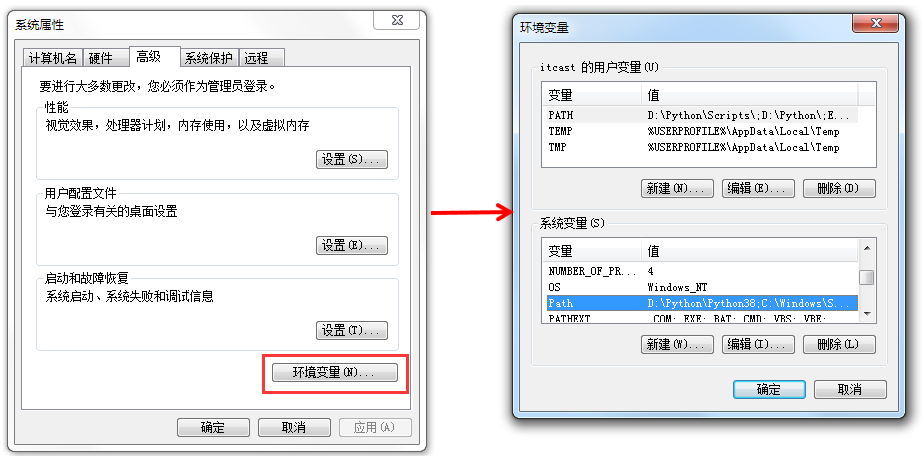 系统属性
计算机名 硬件 高级 系统保护 远程
要进行大多数更改，您必须作为管理员登录。
性能
视觉效果，处理器计划，内存使用，以及虚拟内存
设置(S)...
用户配置文件
与您登录有关的桌面设置
设置(E)...
启动和故障恢复
系统启动、系统失败和调试信息
设置(T)...
环境变量(N)...
确定 取消 应用(A)
环境变量
itcast 的用户变量(U)
变量 值
PATH D:\Python\Scripts\;D:\Python\;E...
TEMP %USERPROFILE%\AppData\Local\Temp
TMP %USERPROFILE%\AppData\Local\Temp
新建(N)... 编辑(E)... 删除(D)
系统变量(S)
变量 值
NUMBER_OF_PR... 4
OS Windows_NT
Path D:\Python\Python38;C:\Windows\S...
PATHEXT .COM;.EXE;.BAT;.CMD;.VBS;.VBE;
新建(W)... 编辑(I)... 删除(L)
确定 取消